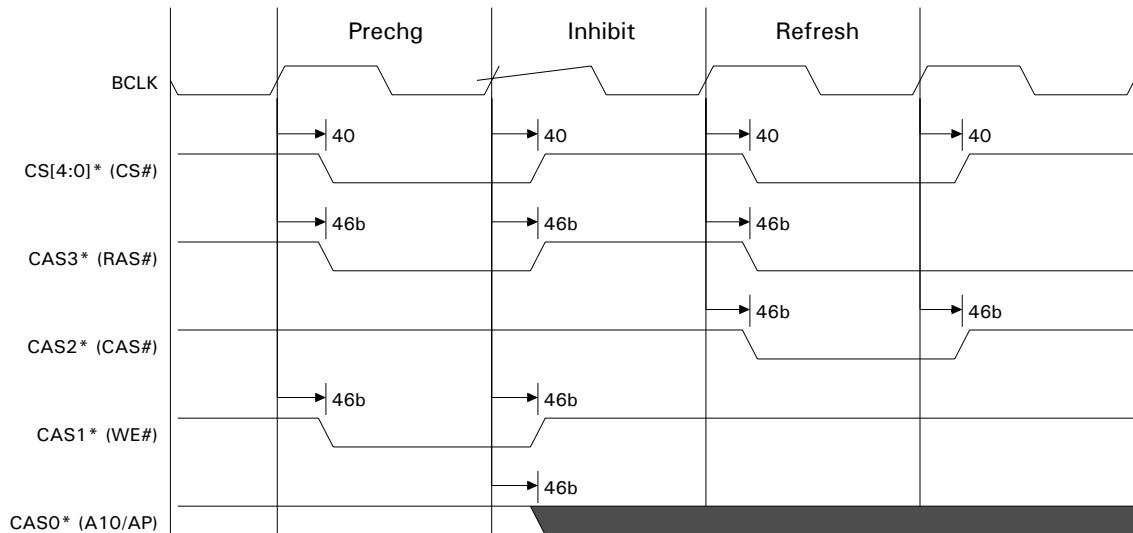 Prechg Inhibit Refresh
BCLK
40 40 40 40
CS[4:0]* (CS#)
46b 46b 46b
CAS3* (RAS#)
46b 46b
CAS2* (CAS#)
46b 46b
CAS1* (WE#)
46b
CAS0* (A10/AP)